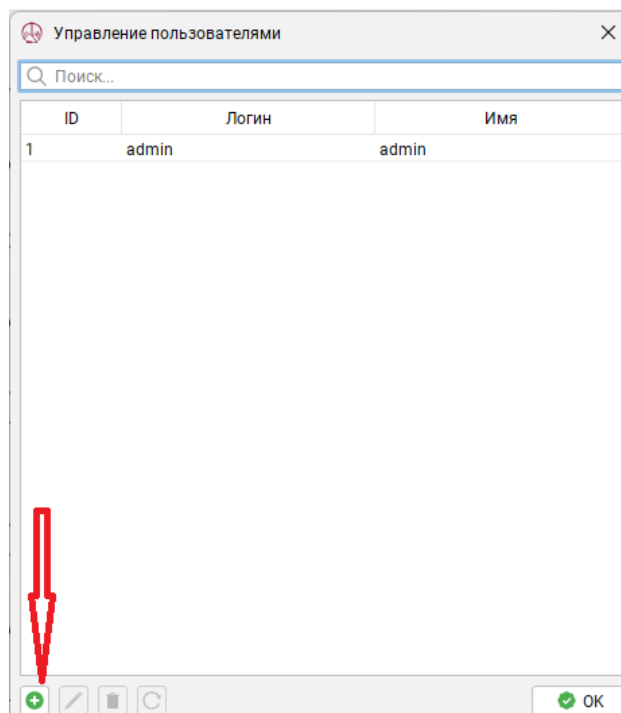 Управление пользователями
Поиск...
ID Логин Имя
1 admin admin
OK